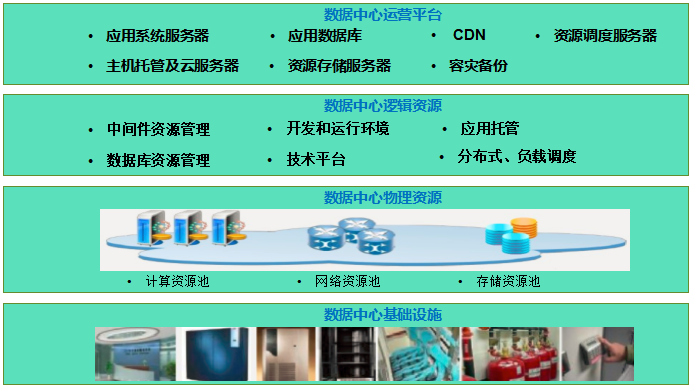 数据中心运营平台
• 应用系统服务器 • 应用数据库 • CDN • 资源调度服务器
• 主机托管及云服务器 • 资源存储服务器 • 容灾备份
数据中心逻辑资源
• 中间件资源管理 • 开发和运行环境 • 应用托管
• 数据库资源管理 • 技术平台 • 分布式、负载调度
数据中心物理资源
• 计算资源池 • 网络资源池 • 存储资源池
数据中心基础设施